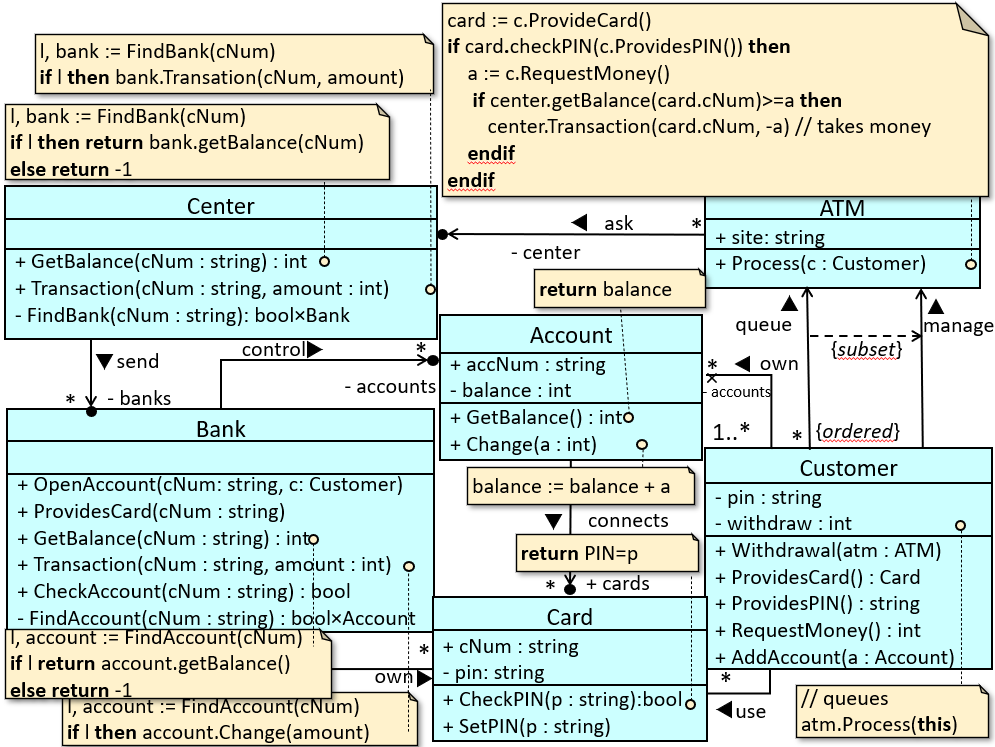 l, bank := FindBank(cNum)
if l then bank.Transation(cNum, amount)
l, bank := FindBank(cNum)
if l then return bank.getBalance(cNum)
else return -1
card := c.ProvideCard()
if card.checkPIN(c.ProvidesPIN()) then
a := c.RequestMoney()
if center.getBalance(card.cNum)>=a then
center.Transaction(card.cNum, -a) // takes money
endif
endif
Center
+ GetBalance(cNum : string) : int
+ Transaction(cNum : string, amount : int)
- FindBank(cNum : string): bool×Bank
ask
*
- center
ATM
+ site: string
+ Process(c : Customer)
return balance
queue
manage
{subset}
send
* - banks
control
*
- accounts
Account
+ accNum : string
- balance : int
+ GetBalance() : int
+ Change(a : int)
* own
×
- accounts
1..*
* {ordered}
Bank
+ OpenAccount(cNum: string, c: Customer)
+ ProvidesCard(cNum : string)
+ GetBalance(cNum : string) : int
+ Transaction(cNum : string, amount : int)
+ CheckAccount(cNum : string) : bool
- FindAccount(cNum : string) : bool×Account
balance := balance + a
connects
return PIN=p
* + cards
Customer
- pin : string
- withdraw : int
+ Withdrawal(atm : ATM)
+ ProvidesCard() : Card
+ ProvidesPIN() : string
+ RequestMoney() : int
+ AddAccount(a : Account)
l, account := FindAccount(cNum)
if l return account.getBalance()
else return -1
l, account := FindAccount(cNum)
if l then account.Change(amount)
*
own
Card
+ cNum : string
- pin: string
+ CheckPIN(p : string):bool
+ SetPIN(p : string)
*
use
// queues
atm.Process(this)